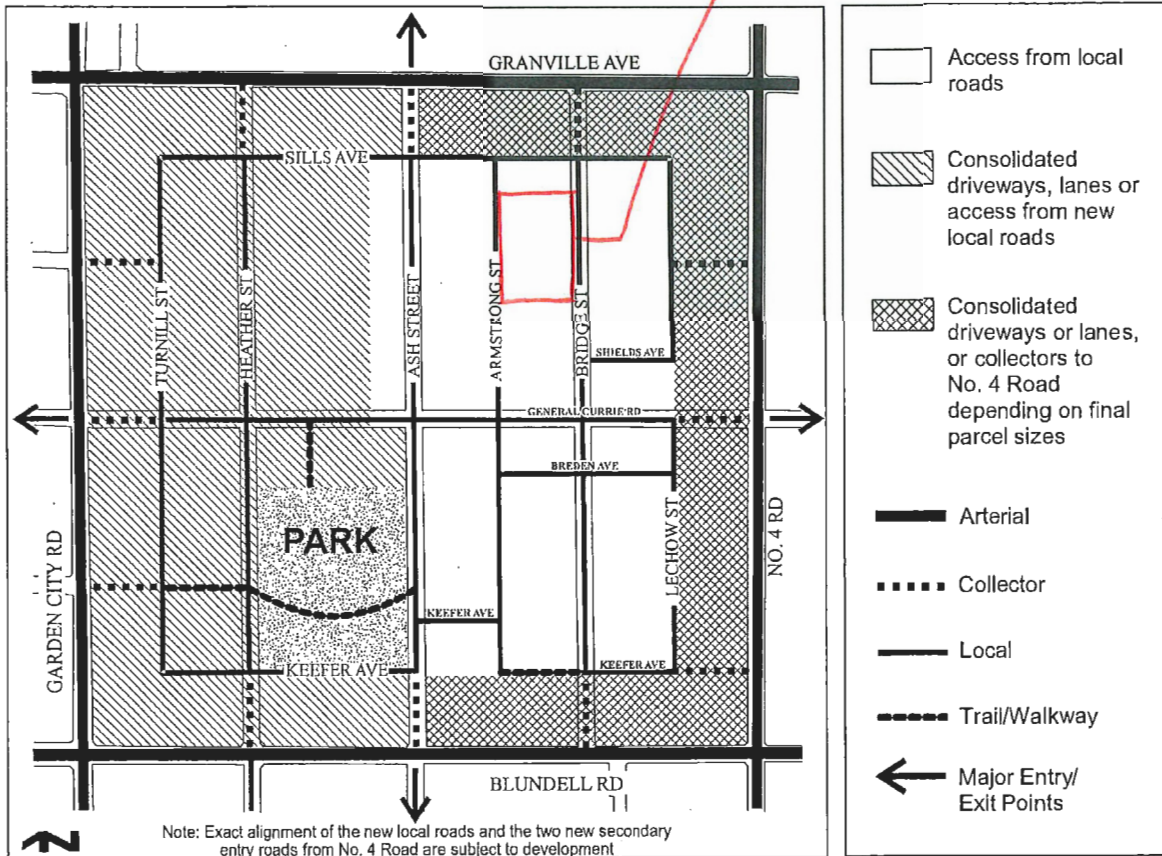 GRANVILLE AVE
SILLS AVE
TURNILL ST
HEATHER ST
ASH STREET
ARMSTRONG ST
BRIDGE ST
SHIELDS AVE
GENERAL CURRIE RD
BREDEN AVE
PARK
LECHOW ST
NO. 4 RD
GARDEN CITY RD
KEEFER AVE
KEEFER AVE
KEEFER AVE
BLUNDELL RD
Note: Exact alignment of the new local roads and the two new secondary
entry roads from No. 4 Road are subject to development
Access from local
roads
Consolidated
driveways, lanes or
access from new
local roads
Consolidated
driveways or lanes,
or collectors to
No. 4 Road
depending on final
parcel sizes
Arterial
Collector
Local
Trail/Walkway
Major Entry/
Exit Points